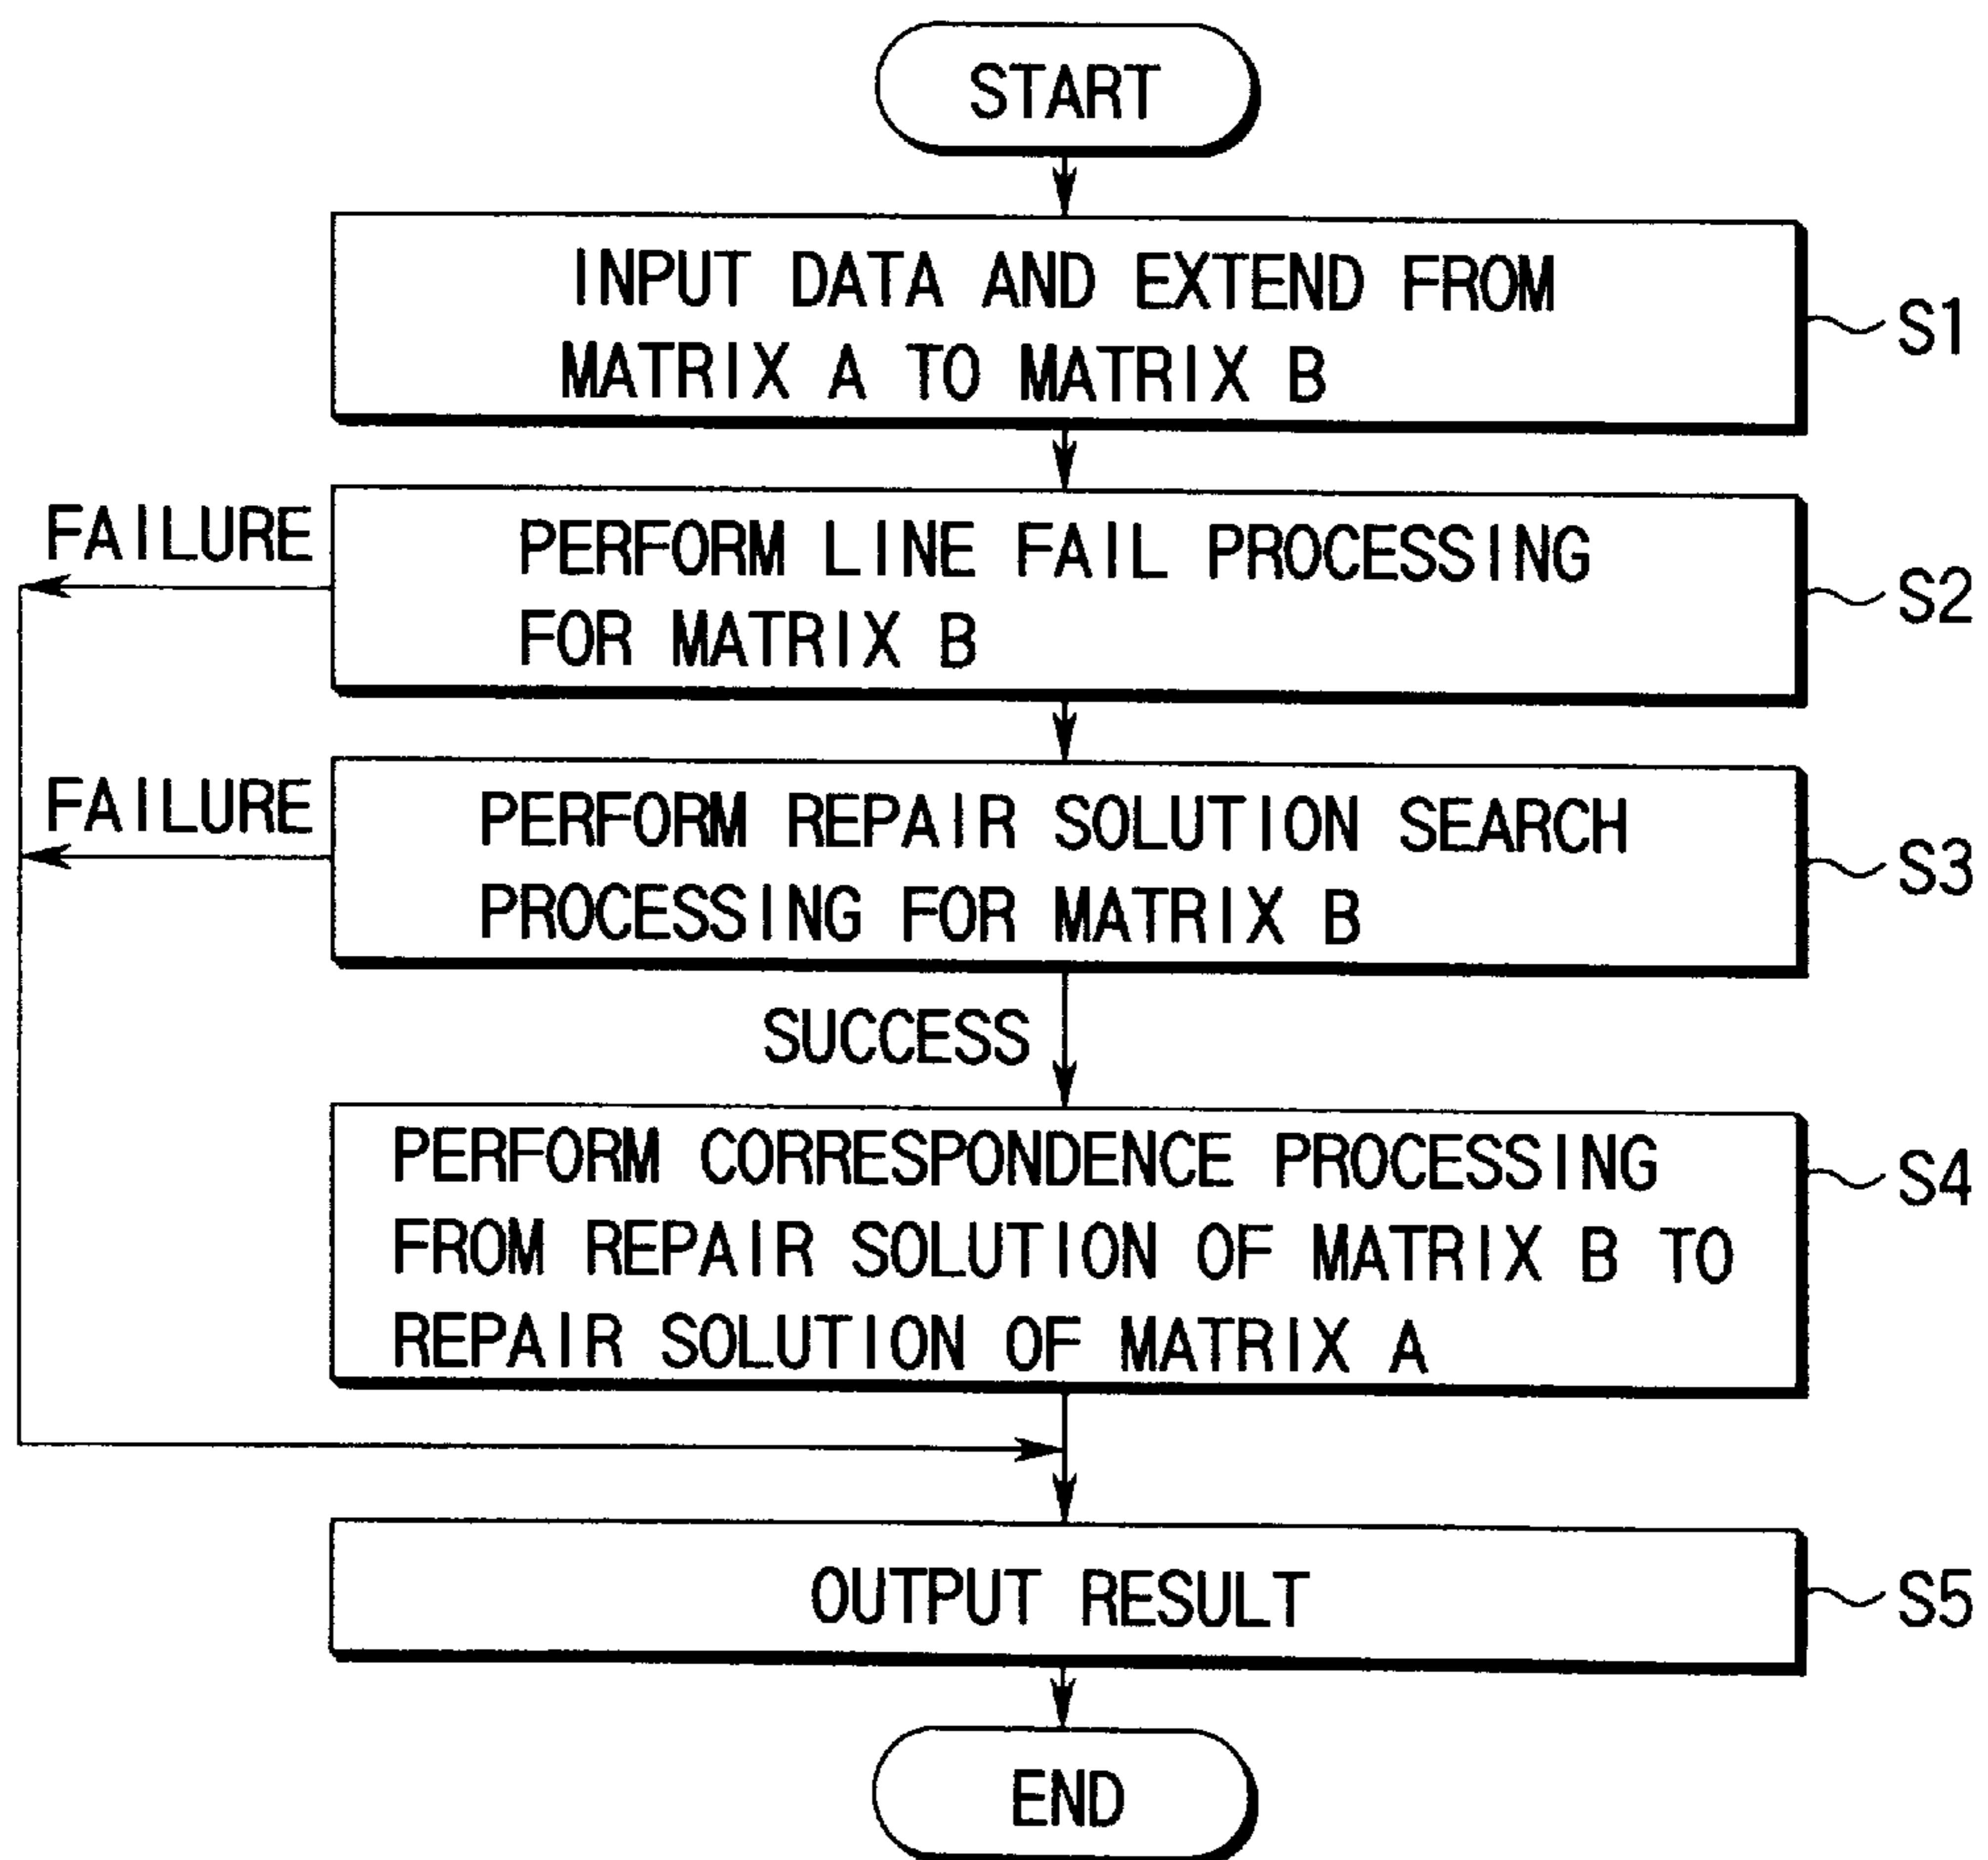 START
INPUT DATA AND EXTEND FROM
MATRIX A TO MATRIX B
S1
FAILURE
PERFORM LINE FAIL PROCESSING
FOR MATRIX B
S2
FAILURE
PERFORM REPAIR SOLUTION SEARCH
PROCESSING FOR MATRIX B
S3
SUCCESS
PERFORM CORRESPONDENCE PROCESSING
FROM REPAIR SOLUTION OF MATRIX B TO
REPAIR SOLUTION OF MATRIX A
S4
OUTPUT RESULT
S5
END